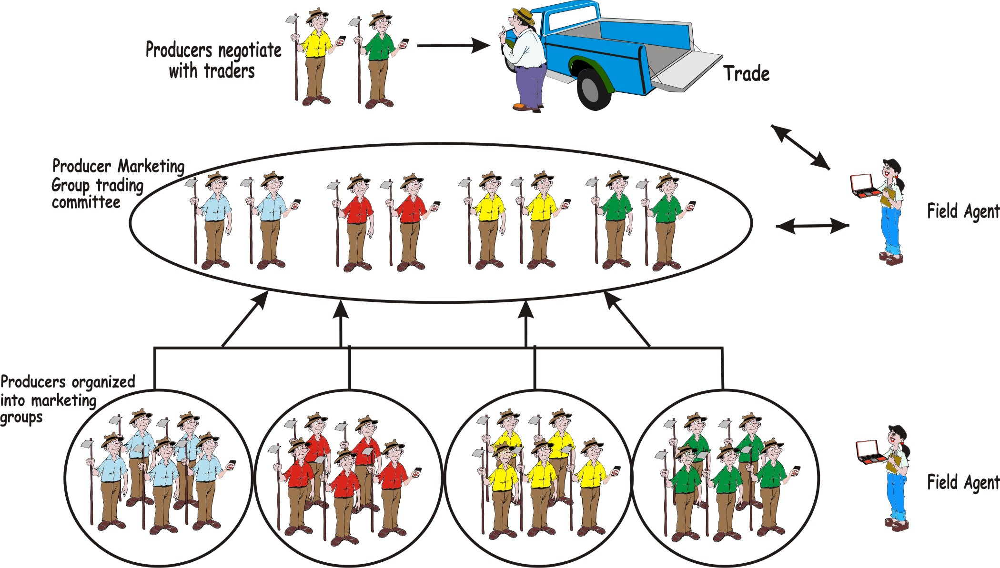 Producers negotiate
with traders
Trade
Producer Marketing
Group trading
committee
Field Agent
Producers organized
into marketing
groups
Field Agent